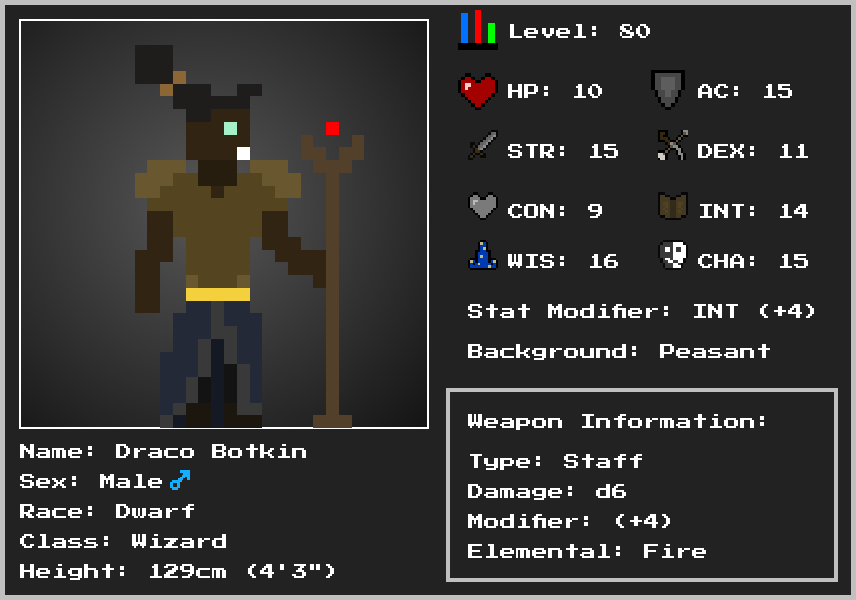 Level: 80
HP: 10 AC: 15
STR: 15 DEX: 11
CON: 9 INT: 14
WIS: 16 CHA: 15
Stat Modifier: INT (+4)
Background: Peasant
Weapon Information:
Type: Staff
Damage: d6
Modifier: (+4)
Elemental: Fire
Name: Draco Botkin
Sex: Male ♂
Race: Dwarf
Class: Wizard
Height: 129cm (4'3")